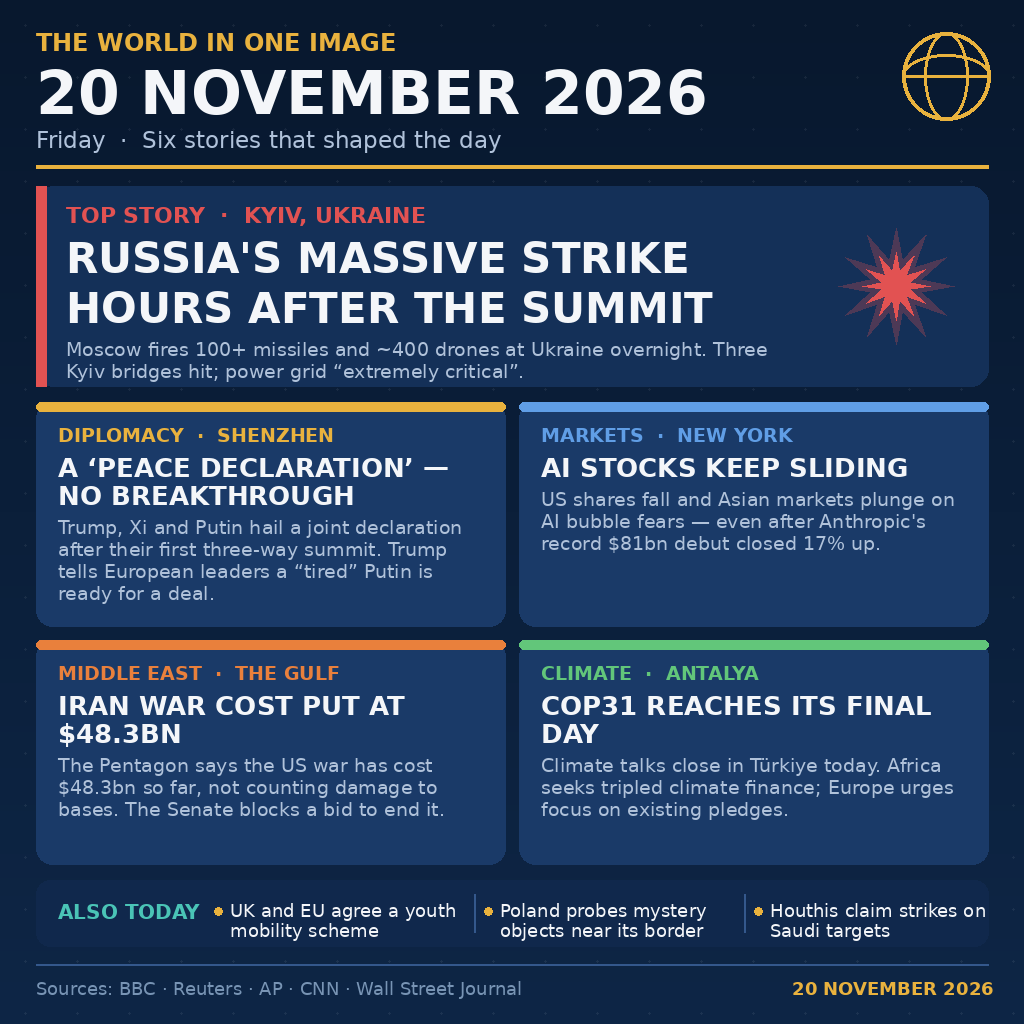 THE WORLD IN ONE IMAGE
20 NOVEMBER 2026
Friday · Six stories that shaped the day
TOP STORY · KYIV, UKRAINE
RUSSIA'S MASSIVE STRIKE
HOURS AFTER THE SUMMIT
Moscow fires 100+ missiles and ~400 drones at Ukraine overnight. Three
Kyiv bridges hit; power grid “extremely critical”.
DIPLOMACY · SHENZHEN
A ‘PEACE DECLARATION’ —
NO BREAKTHROUGH
Trump, Xi and Putin hail a joint declaration
after their first three-way summit. Trump
tells European leaders a “tired” Putin is
ready for a deal.
MARKETS · NEW YORK
AI STOCKS KEEP SLIDING
US shares fall and Asian markets plunge on
AI bubble fears — even after Anthropic's
record $81bn debut closed 17% up.
MIDDLE EAST · THE GULF
IRAN WAR COST PUT AT
$48.3BN
The Pentagon says the US war has cost
$48.3bn so far, not counting damage to
bases. The Senate blocks a bid to end it.
CLIMATE · ANTALYA
COP31 REACHES ITS FINAL
DAY
Climate talks close in Türkiye today. Africa
seeks tripled climate finance; Europe urges
focus on existing pledges.
ALSO TODAY
UK and EU agree a youth
mobility scheme
Poland probes mystery
objects near its border
Houthis claim strikes on
Saudi targets
Sources: BBC · Reuters · AP · CNN · Wall Street Journal
20 NOVEMBER 2026